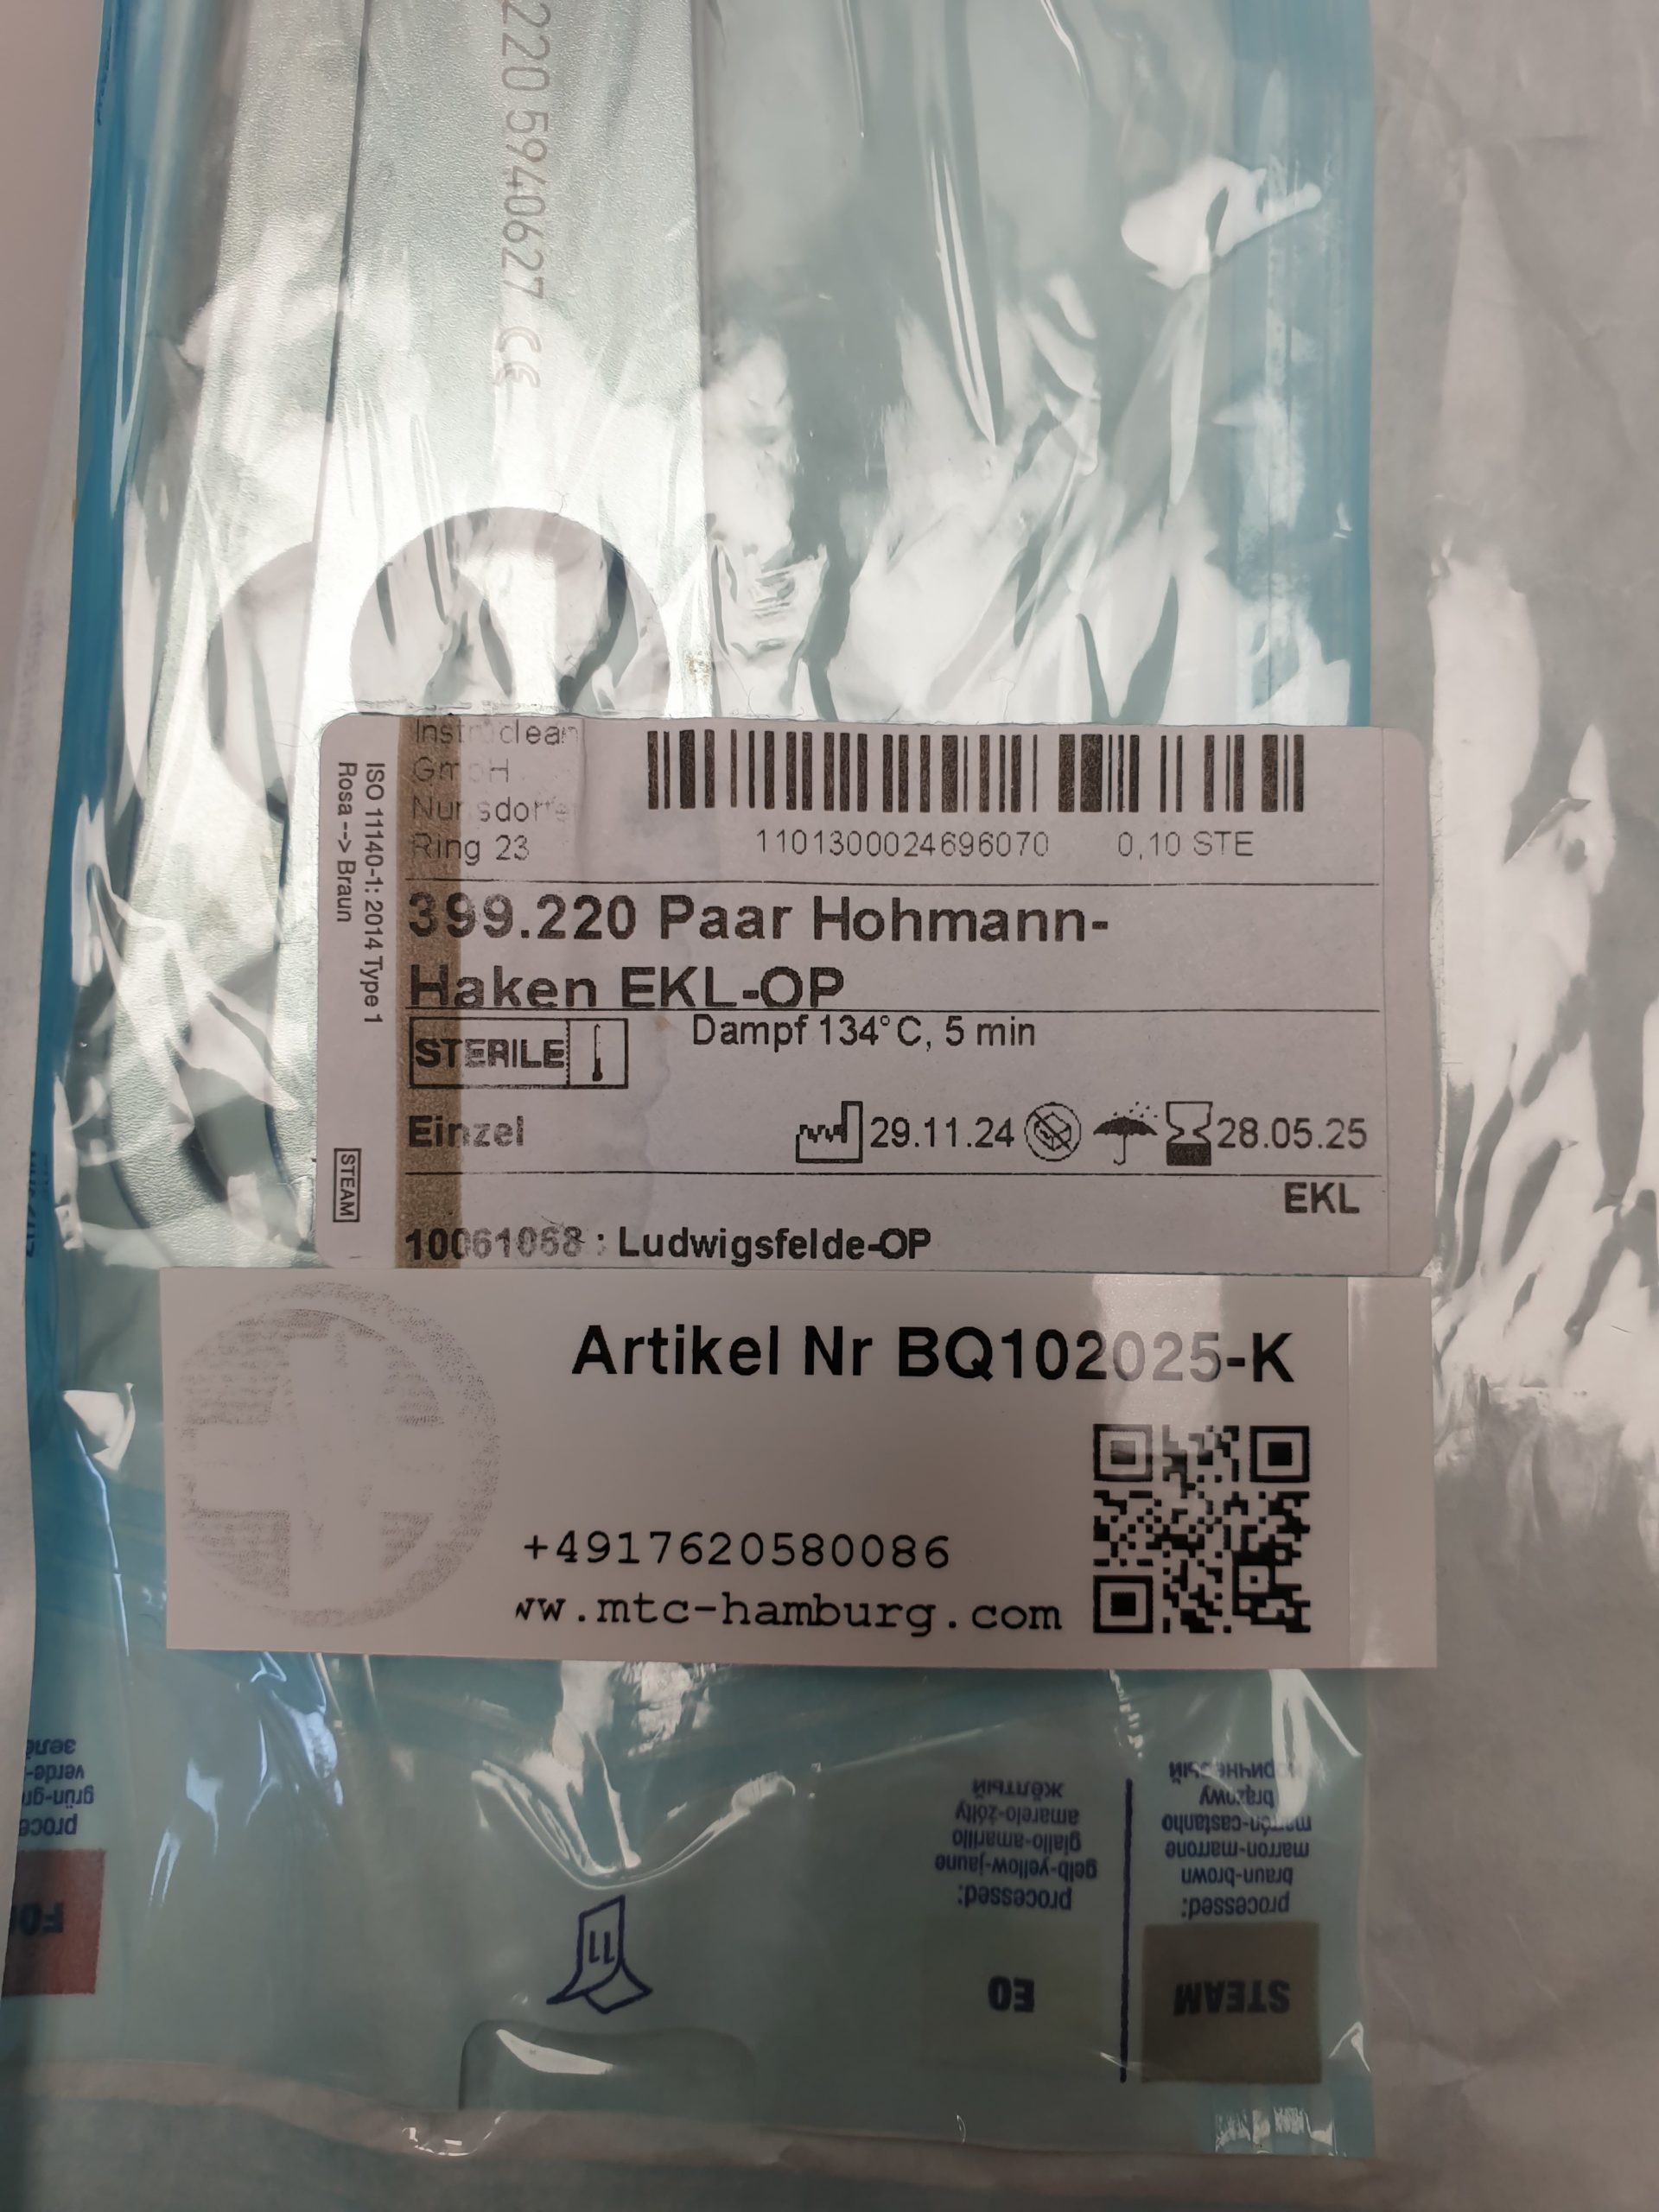 220 5940627 CE
ISO 11140-1: 2014 Type 1
Rosa --> Braun
STEAM
Instruclean
GmbH
Nunsdorfer
Ring 23
1101300024696070 0,10 STE
399.220 Paar Hohmann-
Haken EKL-OP
STERILE
Dampf 134°C, 5 min
Einzel 29.11.24 28.05.25
EKL
10061068 : Ludwigsfelde-OP
Artikel Nr BQ102025-K
+4917620580086
ww.mtc-hamburg.com
STEAM
processed:
braun-brown
marron-marrone
marrón-castanho
brązowy
коричневый
EO
processed:
gelb-yellow-jaune
giallo-amarillo
amarelo-żółty
жёлтый